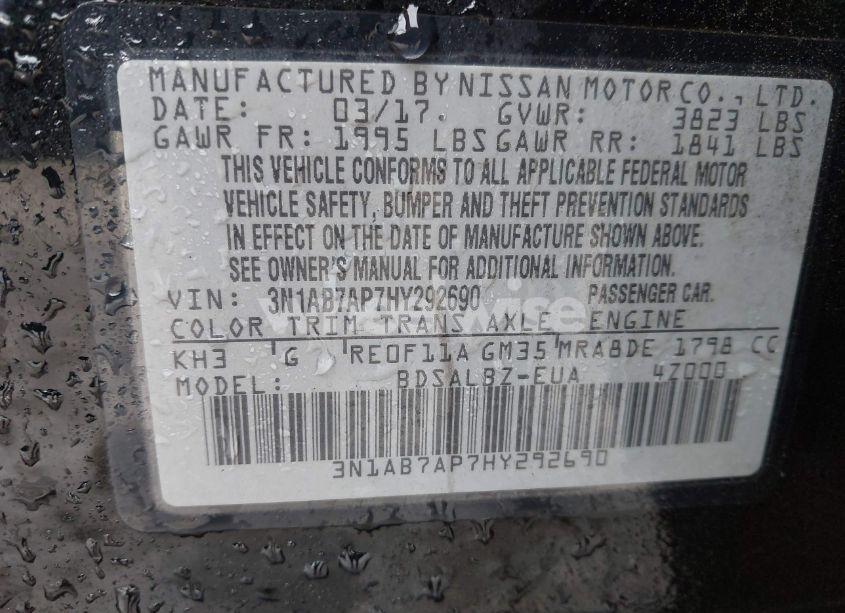 MANUFACTURED BY NISSAN MOTOR CO., LTD.
DATE: 03/17. GVWR: 3823 LBS
GAWR FR: 1995 LBS GAWR RR: 1841 LBS
THIS VEHICLE CONFORMS TO ALL APPLICABLE FEDERAL MOTOR
VEHICLE SAFETY, BUMPER AND THEFT PREVENTION STANDARDS
IN EFFECT ON THE DATE OF MANUFACTURE SHOWN ABOVE.
SEE OWNER'S MANUAL FOR ADDITIONAL INFORMATION.
VIN: 3N1AB7AP7HY292690 PASSENGER CAR.
COLOR TRIM TRANS AXLE ENGINE
KH3 G RE0F11A GM35 MRA8DE 1798 CC
MODEL: BDSALBZ-EUA 4Z000
3N1AB7AP7HY292690